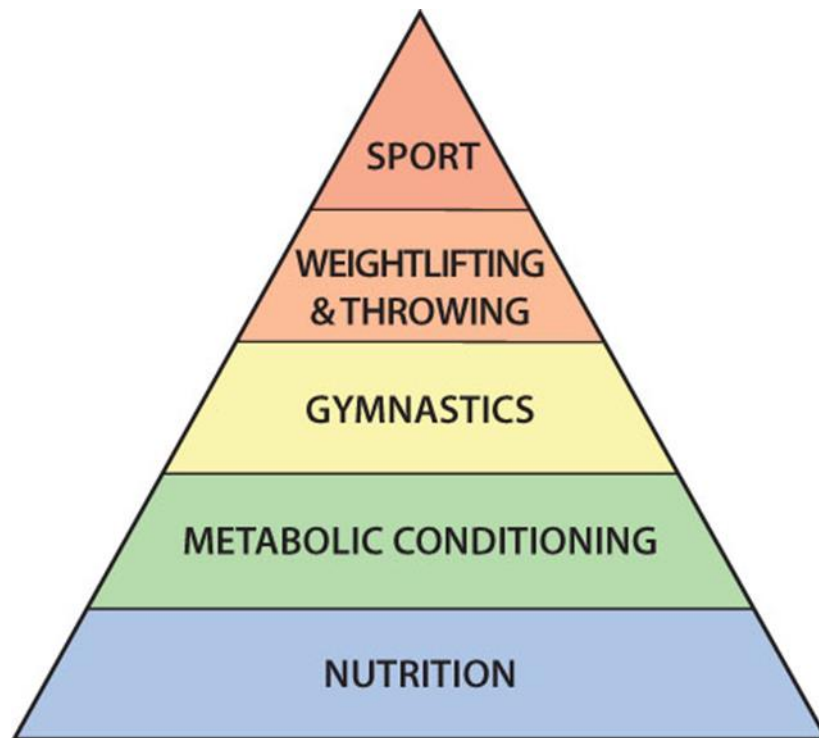 SPORT
WEIGHTLIFTING
& THROWING
GYMNASTICS
METABOLIC CONDITIONING
NUTRITION